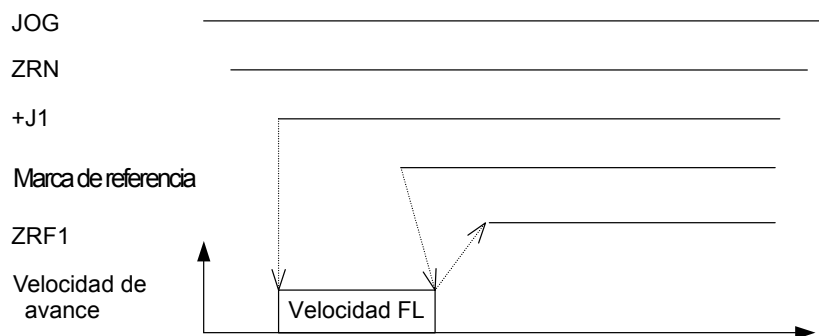 JOG
ZRN
+J1
Marca de referencia
ZRF1
Velocidad de
avance
Velocidad FL